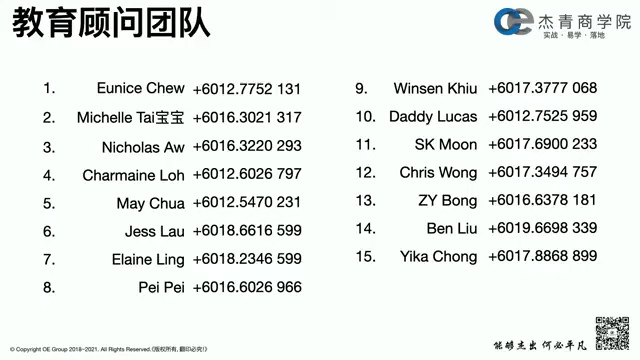 教育顾问团队
杰青商学院
实战 · 易学 · 落地
1. Eunice Chew +6012.7752 131
2. Michelle Tai宝宝 +6016.3021 317
3. Nicholas Aw +6016.3220 293
4. Charmaine Loh +6012.6026 797
5. May Chua +6012.5470 231
6. Jess Lau +6018.6616 599
7. Elaine Ling +6018.2346 599
8. Pei Pei +6016.6026 966
9. Winsen Khiu +6017.3777 068
10. Daddy Lucas +6012.7525 959
11. SK Moon +6017.6900 233
12. Chris Wong +6017.3494 757
13. ZY Bong +6016.6378 181
14. Ben Liu +6019.6698 339
15. Yika Chong +6017.8868 899
© Copyright OE Group 2018-2021. All Rights Reserved.《版权所有, 翻印必究!》
能够杰出 何必平凡